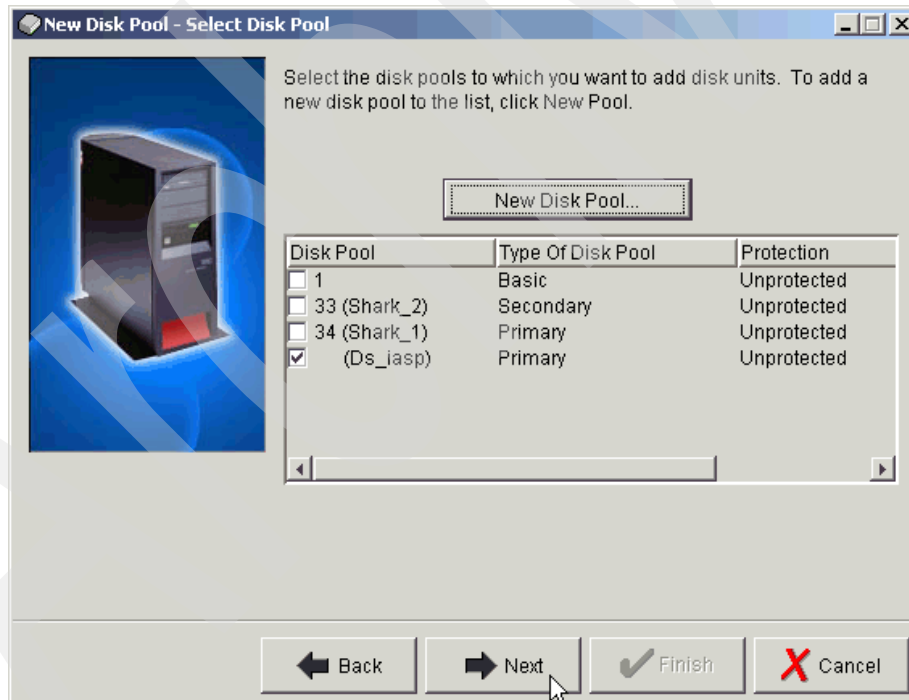 New Disk Pool - Select Disk Pool
Select the disk pools to which you want to add disk units. To add a
new disk pool to the list, click New Pool.
New Disk Pool...
Disk Pool Type Of Disk Pool Protection
1 Basic Unprotected
33 (Shark_2) Secondary Unprotected
34 (Shark_1) Primary Unprotected
(Ds_iasp) Primary Unprotected
Back Next Finish Cancel